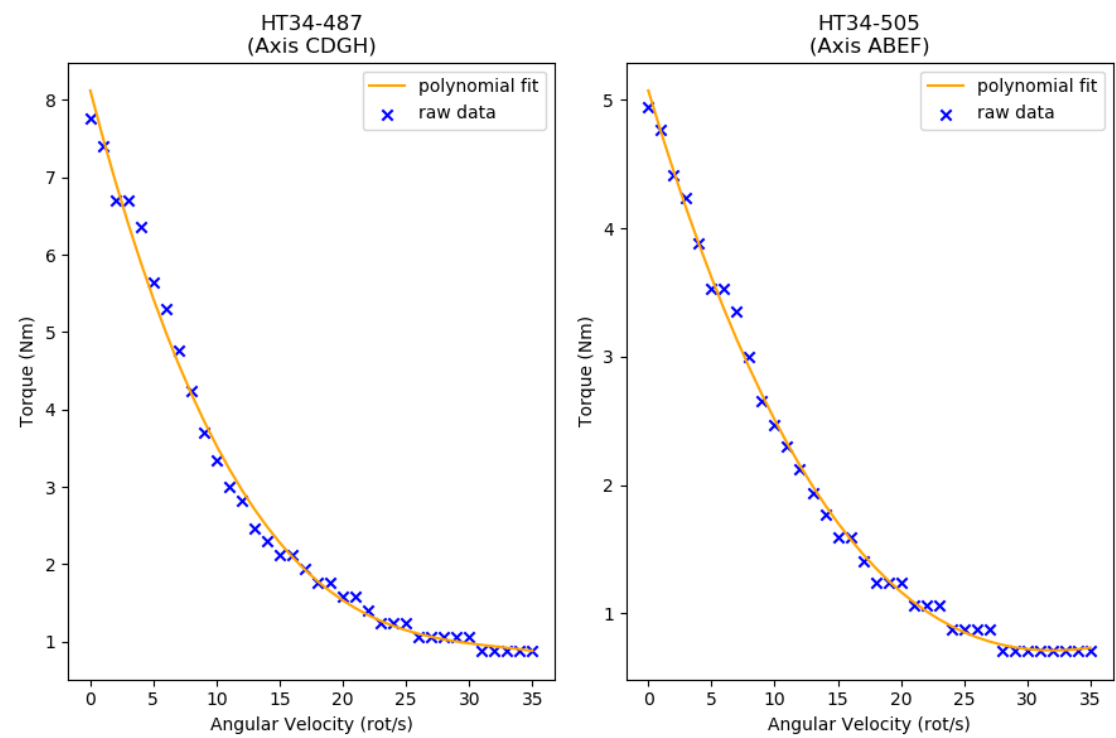 HT34-487
(Axis CDGH)
polynomial fit
raw data
8
7
6
5
4
3
2
1
Torque (Nm)
0
5
10
15
20
25
30
35
Angular Velocity (rot/s)
HT34-505
(Axis ABEF)
polynomial fit
raw data
5
4
3
2
1
Torque (Nm)
0
5
10
15
20
25
30
35
Angular Velocity (rot/s)